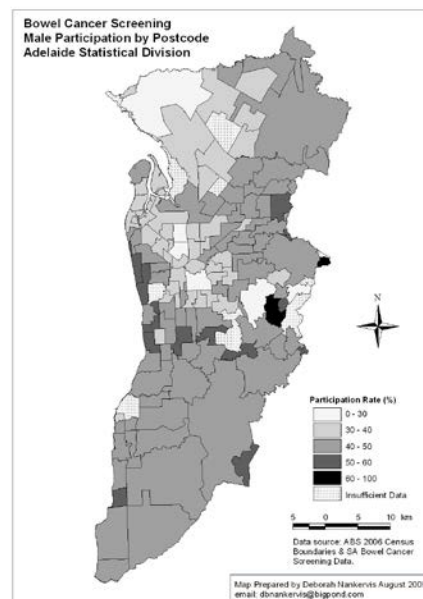 Bowel Cancer Screening
Male Participation by Postcode
Adelaide Statistical Division
N
Participation Rate (%)
0 - 30
30 - 40
40 - 50
50 - 60
60 - 100
Insufficient Data
5 0 5 10 km
Data source: ABS 2006 Census
Boundaries & SA Bowel Cancer
Screening Data.
Map Prepared by Deborah Nankervis August
email: dbnankervis@bigpond.com